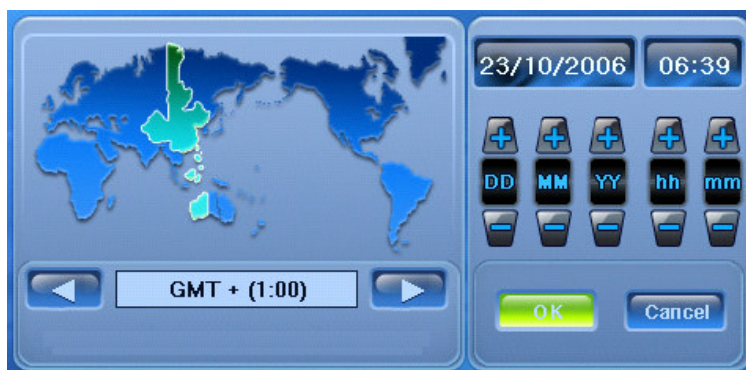 23/10/2006 06:39
DD MM YY hh mm
GMT + (1:00)
OK Cancel